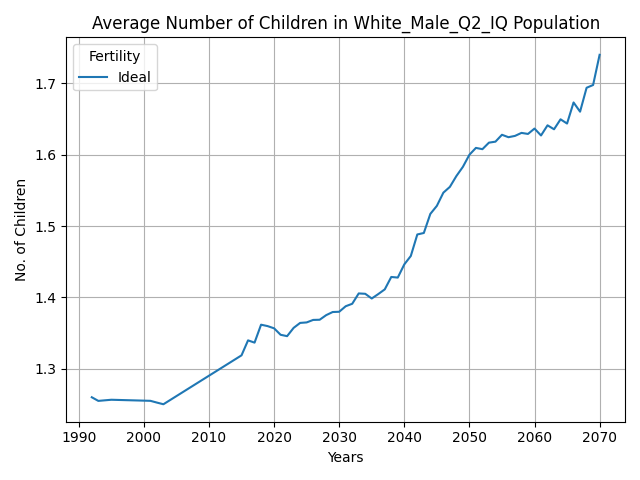 Average Number of Children in White_Male_Q2_IQ Population
Fertility
Ideal
No. of Children
1.7
1.6
1.5
1.4
1.3
1990 2000 2010 2020 2030 2040 2050 2060 2070
Years